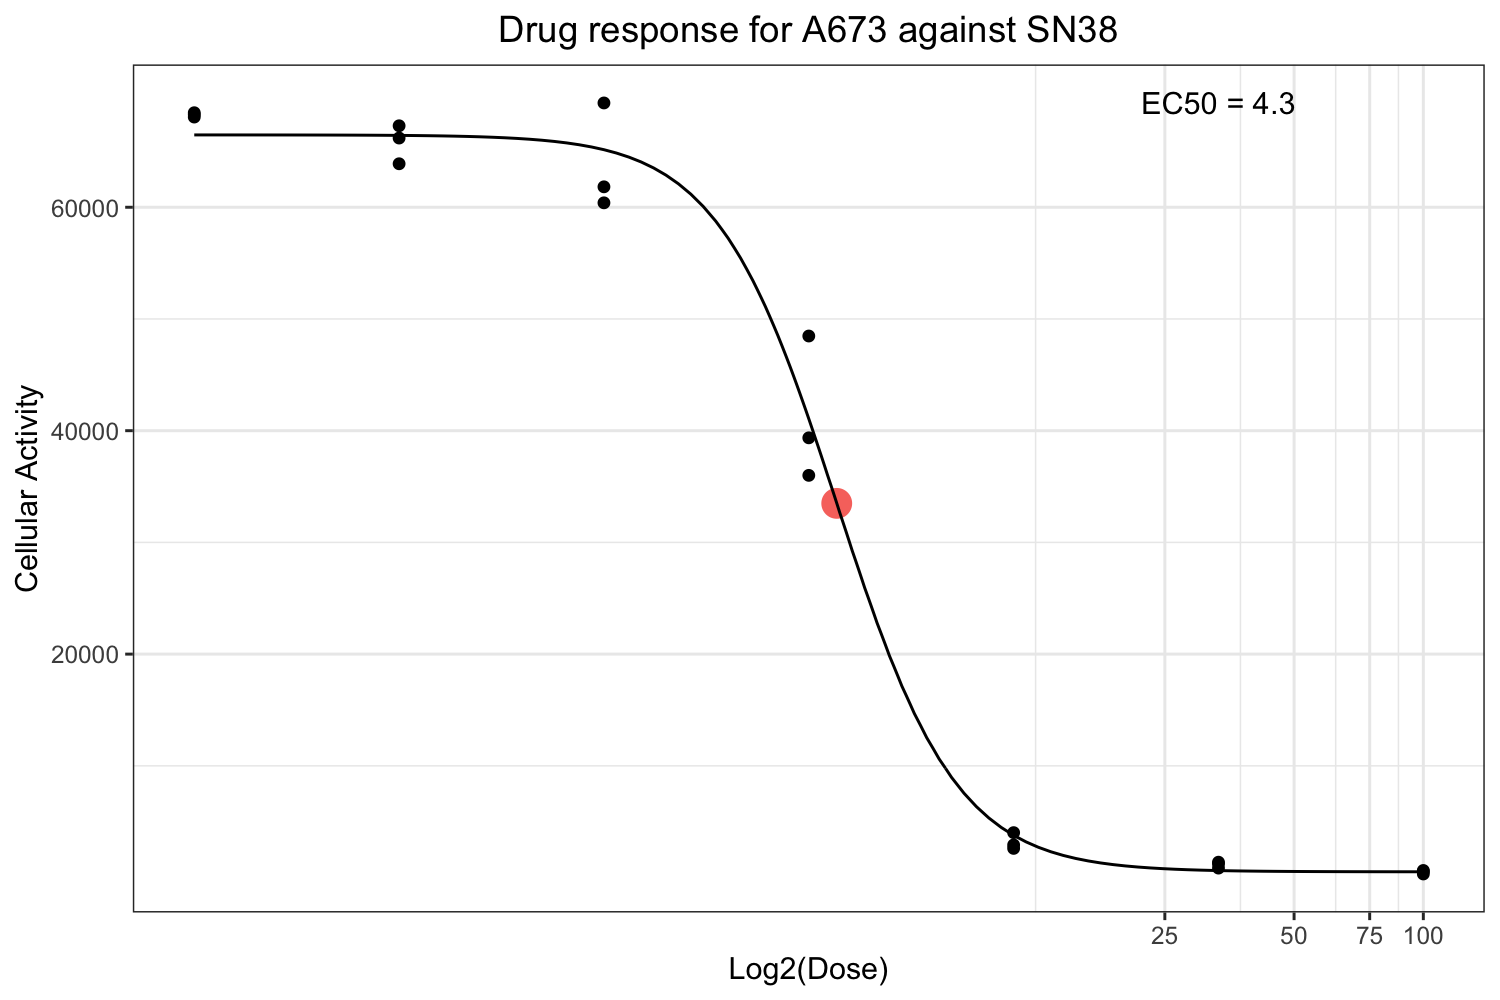 Drug response for A673 against SN38
EC50 = 4.3
Cellular Activity
60000
40000
20000
25 50 75 100
Log2(Dose)